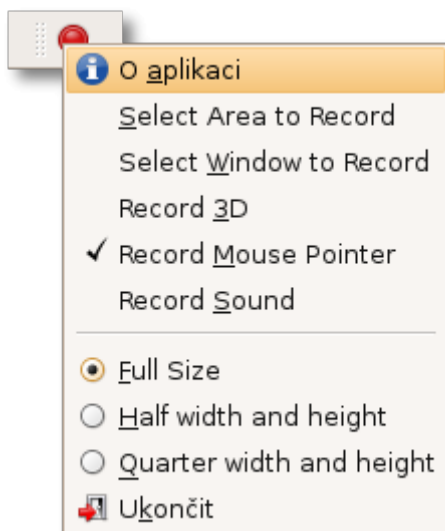 O aplikaci
Select Area to Record
Select Window to Record
Record 3D
Record Mouse Pointer
Record Sound
Full Size
Half width and height
Quarter width and height
Ukončit